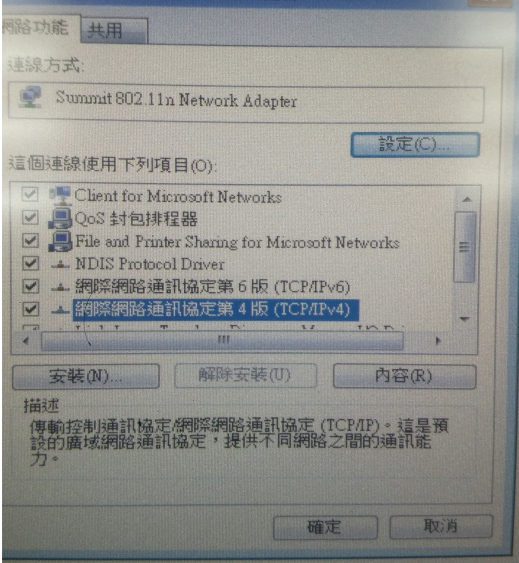 網路功能 共用
連線方式:
Summit 802.11n Network Adapter
設定(C)...
這個連線使用下列項目(O):
Client for Microsoft Networks
QoS 封包排程器
File and Printer Sharing for Microsoft Networks
NDIS Protocol Driver
網際網路通訊協定第 6 版 (TCP/IPv6)
網際網路通訊協定第 4 版 (TCP/IPv4)
安裝(N)... 解除安裝(U) 內容(R)
描述
傳輸控制通訊協定/網際網路通訊協定 (TCP/IP)。這是預
設的廣域網路通訊協定，提供不同網路之間的通訊能
力。
確定 取消